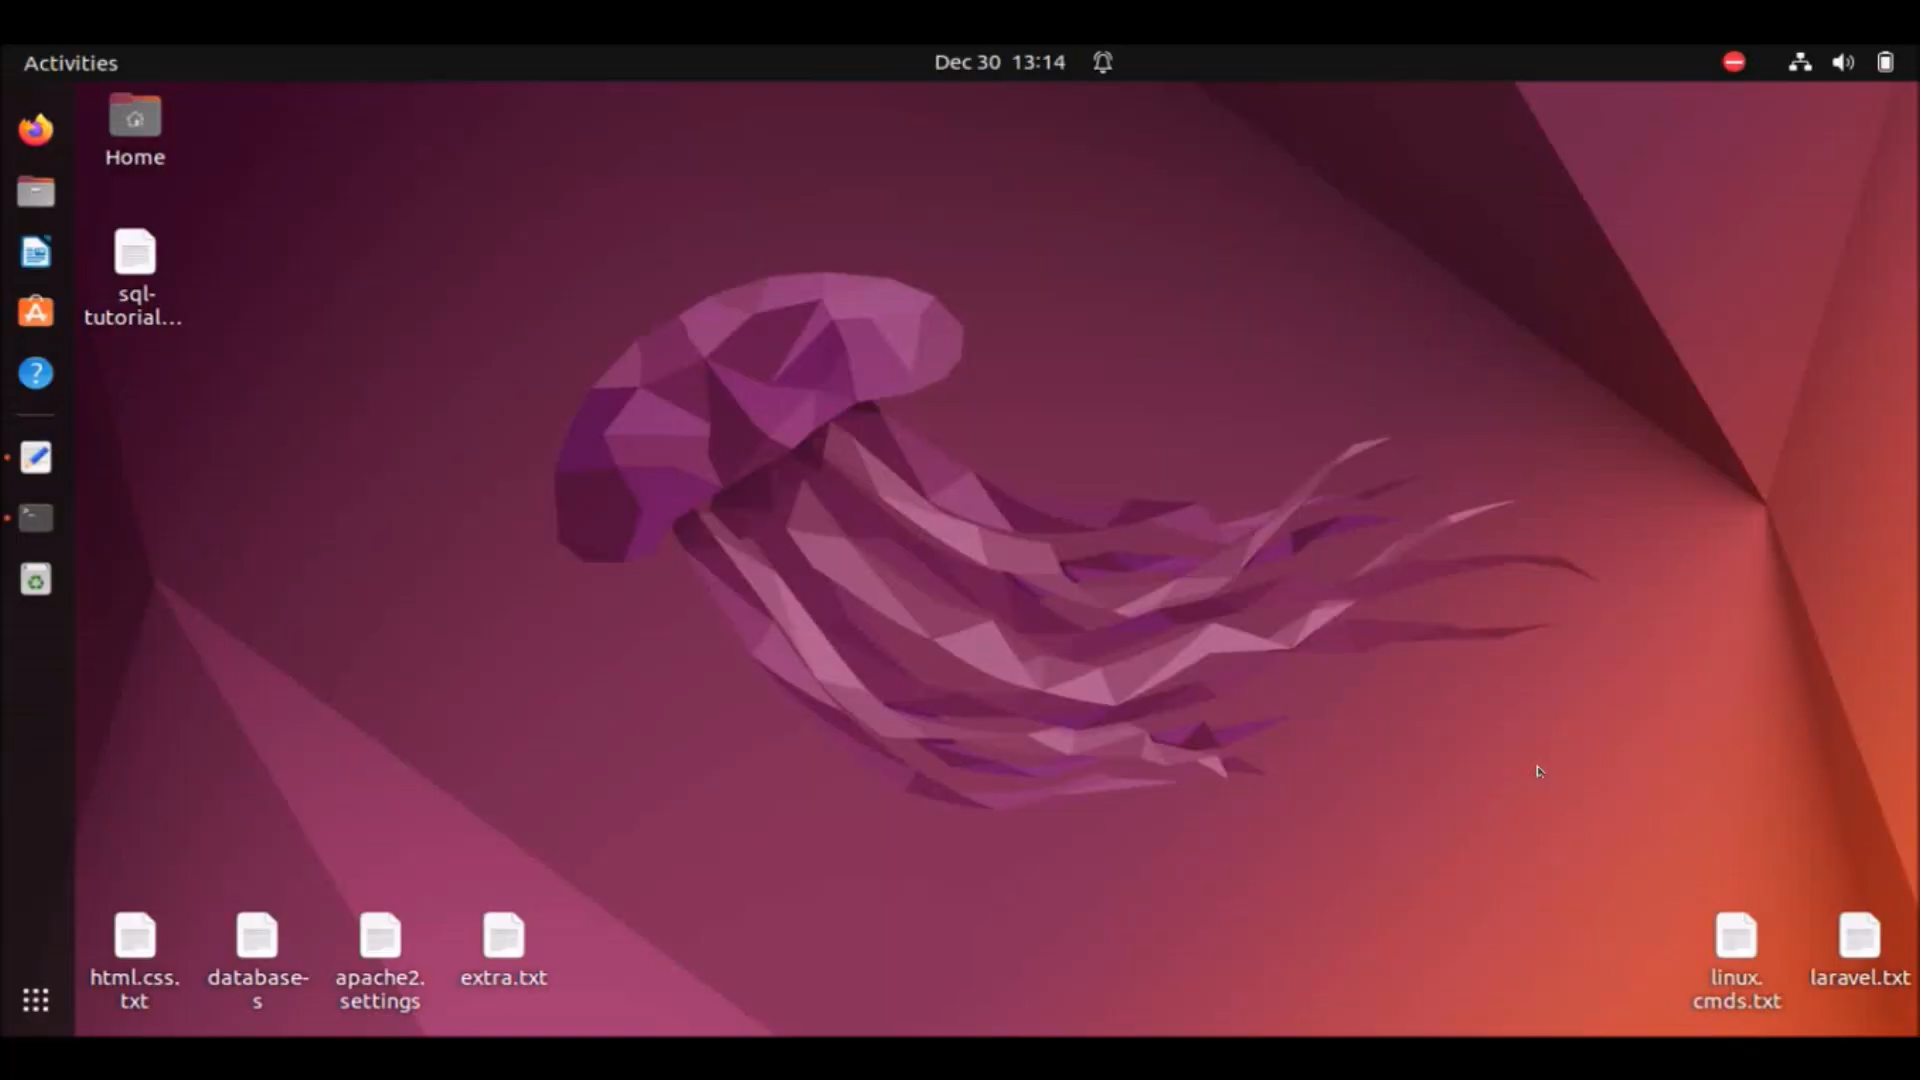 Activities
Dec 30 13:14
Home
sql-
tutorial...
html.css.
txt
database-
s
apache2.
settings
extra.txt
linux.
cmds.txt
laravel.txt